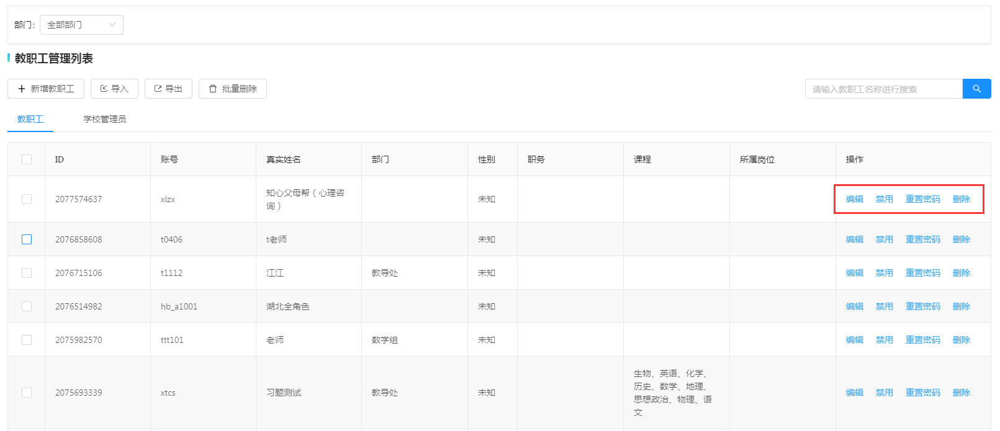 部门： 全部部门
教职工管理列表
新增教职工 导入 导出 批量删除 请输入教职工名称进行搜索
教职工 学校管理员
ID 账号 真实姓名 部门 性别 职务 课程 所属岗位 操作
2077574637 xlzx 知心父母帮（心理咨 未知 编辑 禁用 重置密码 删除
询）
2076858608 t0406 t老师 未知 编辑 禁用 重置密码 删除
2076715106 t1112 江江 教导处 未知 编辑 禁用 重置密码 删除
2076514982 hb_a1001 湖北全角色 未知 编辑 禁用 重置密码 删除
2075982570 ttt101 老师 数学组 未知 编辑 禁用 重置密码 删除
2075693339 xtcs 习题测试 教导处 未知 生物、英语、化学、 编辑 禁用 重置密码 删除
历史、数学、地理、
思想政治、物理、语
文